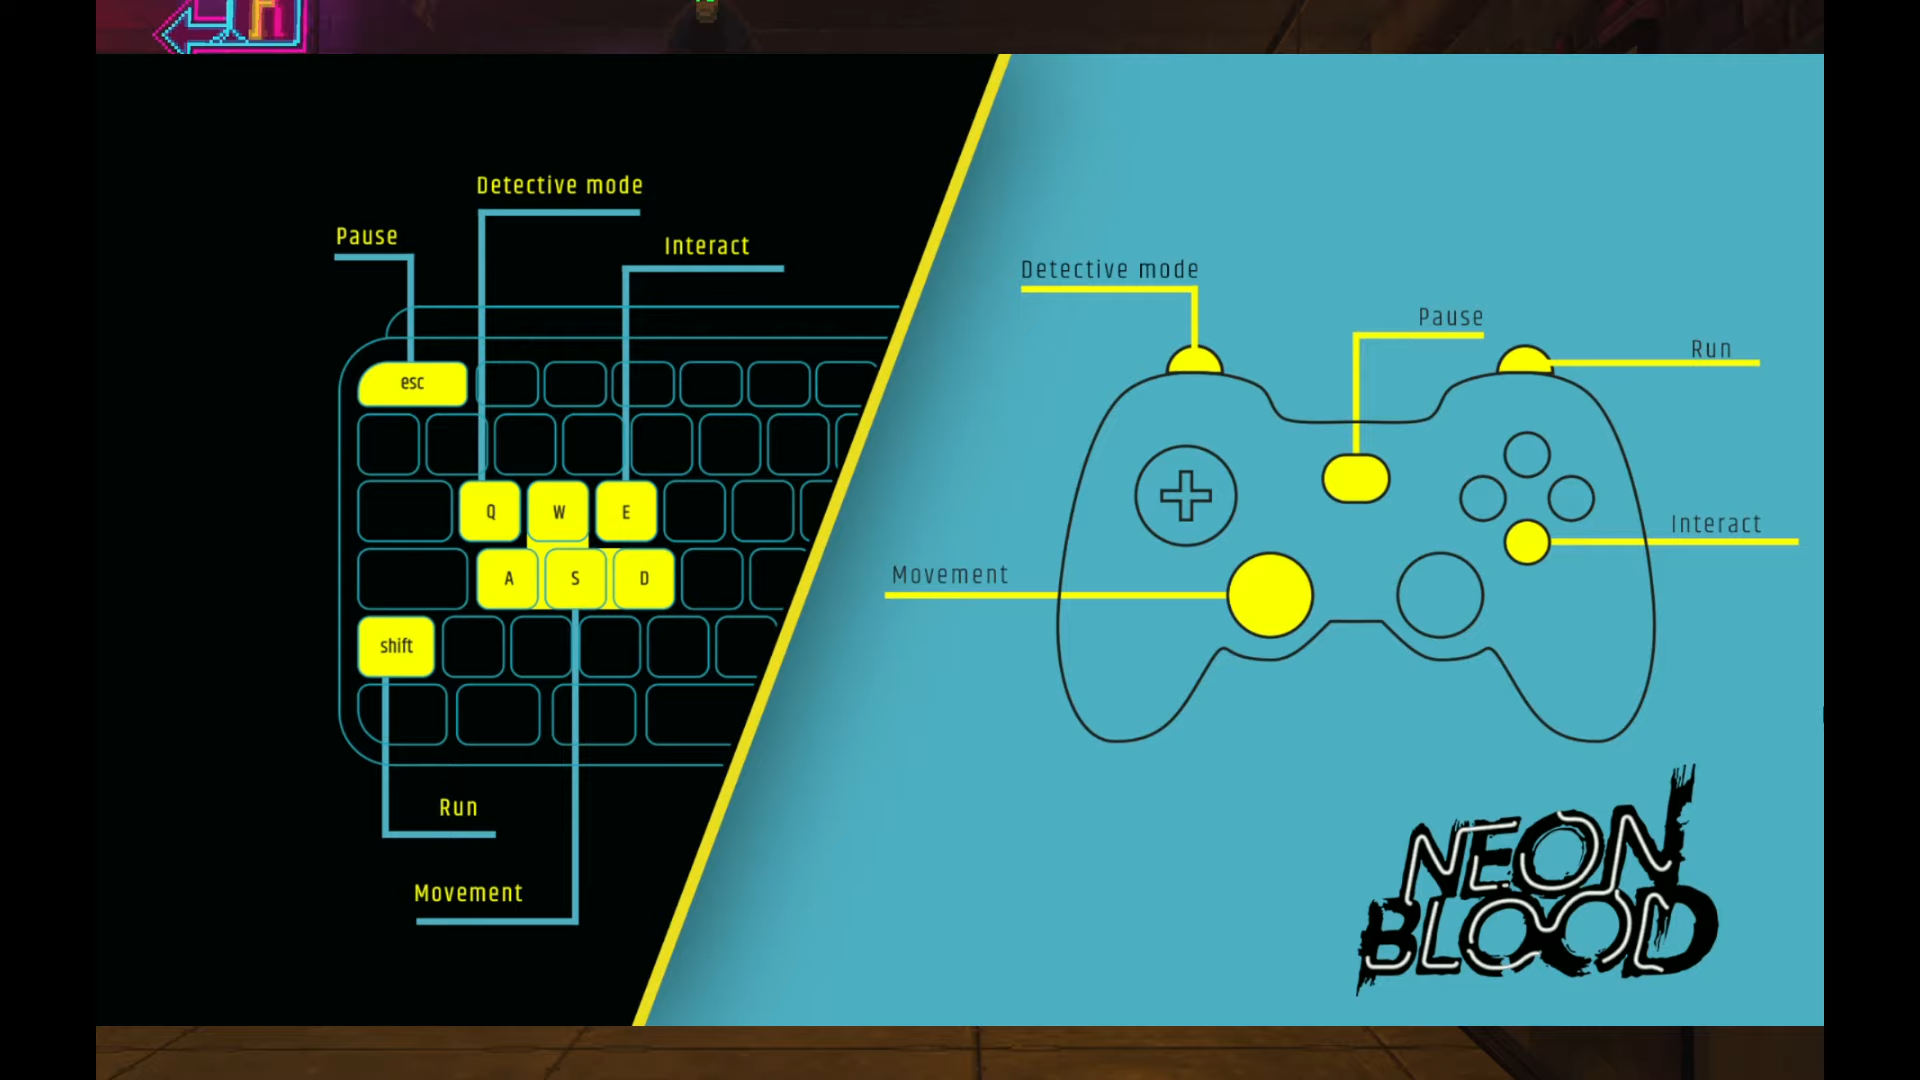 Detective mode
Pause
Interact
esc
Q W E
A S D
shift
Run
Movement
Detective mode
Pause
Run
Interact
Movement
NEON
BLOOD